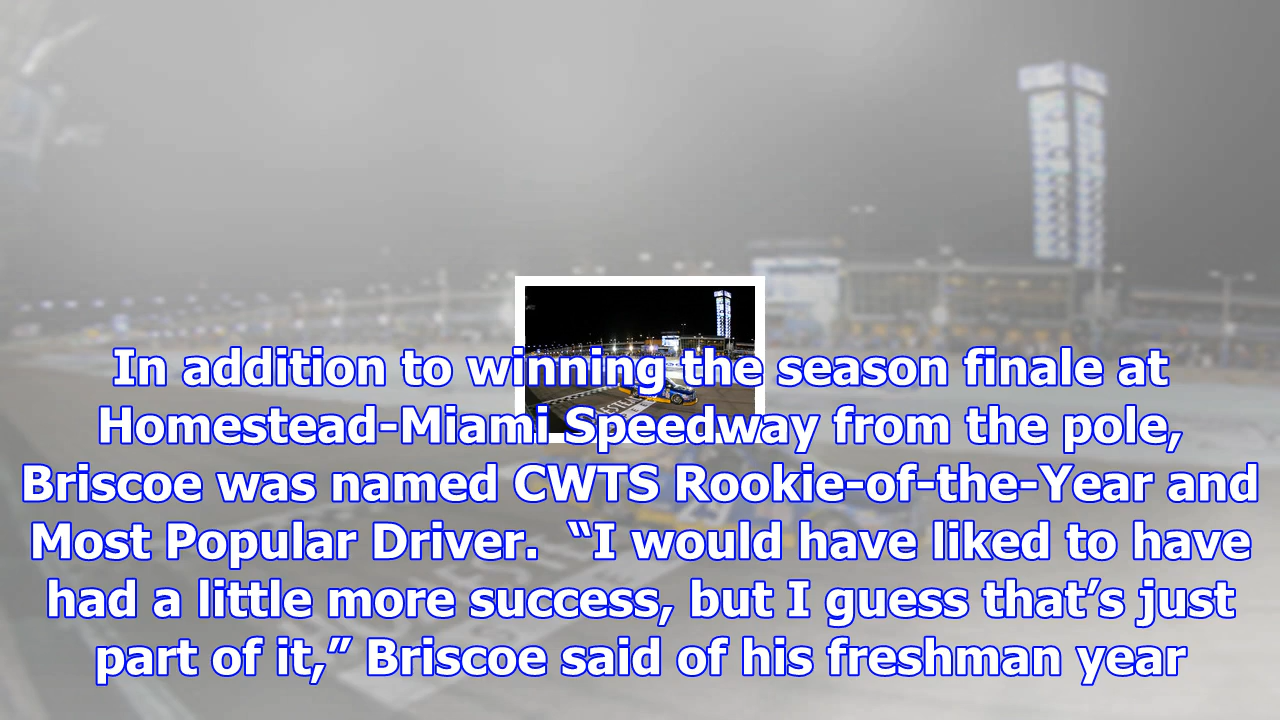 In addition to winning the season finale at
Homestead-Miami Speedway from the pole,
Briscoe was named CWTS Rookie-of-the-Year and
Most Popular Driver.  “I would have liked to have
had a little more success, but I guess that’s just
part of it,” Briscoe said of his freshman year